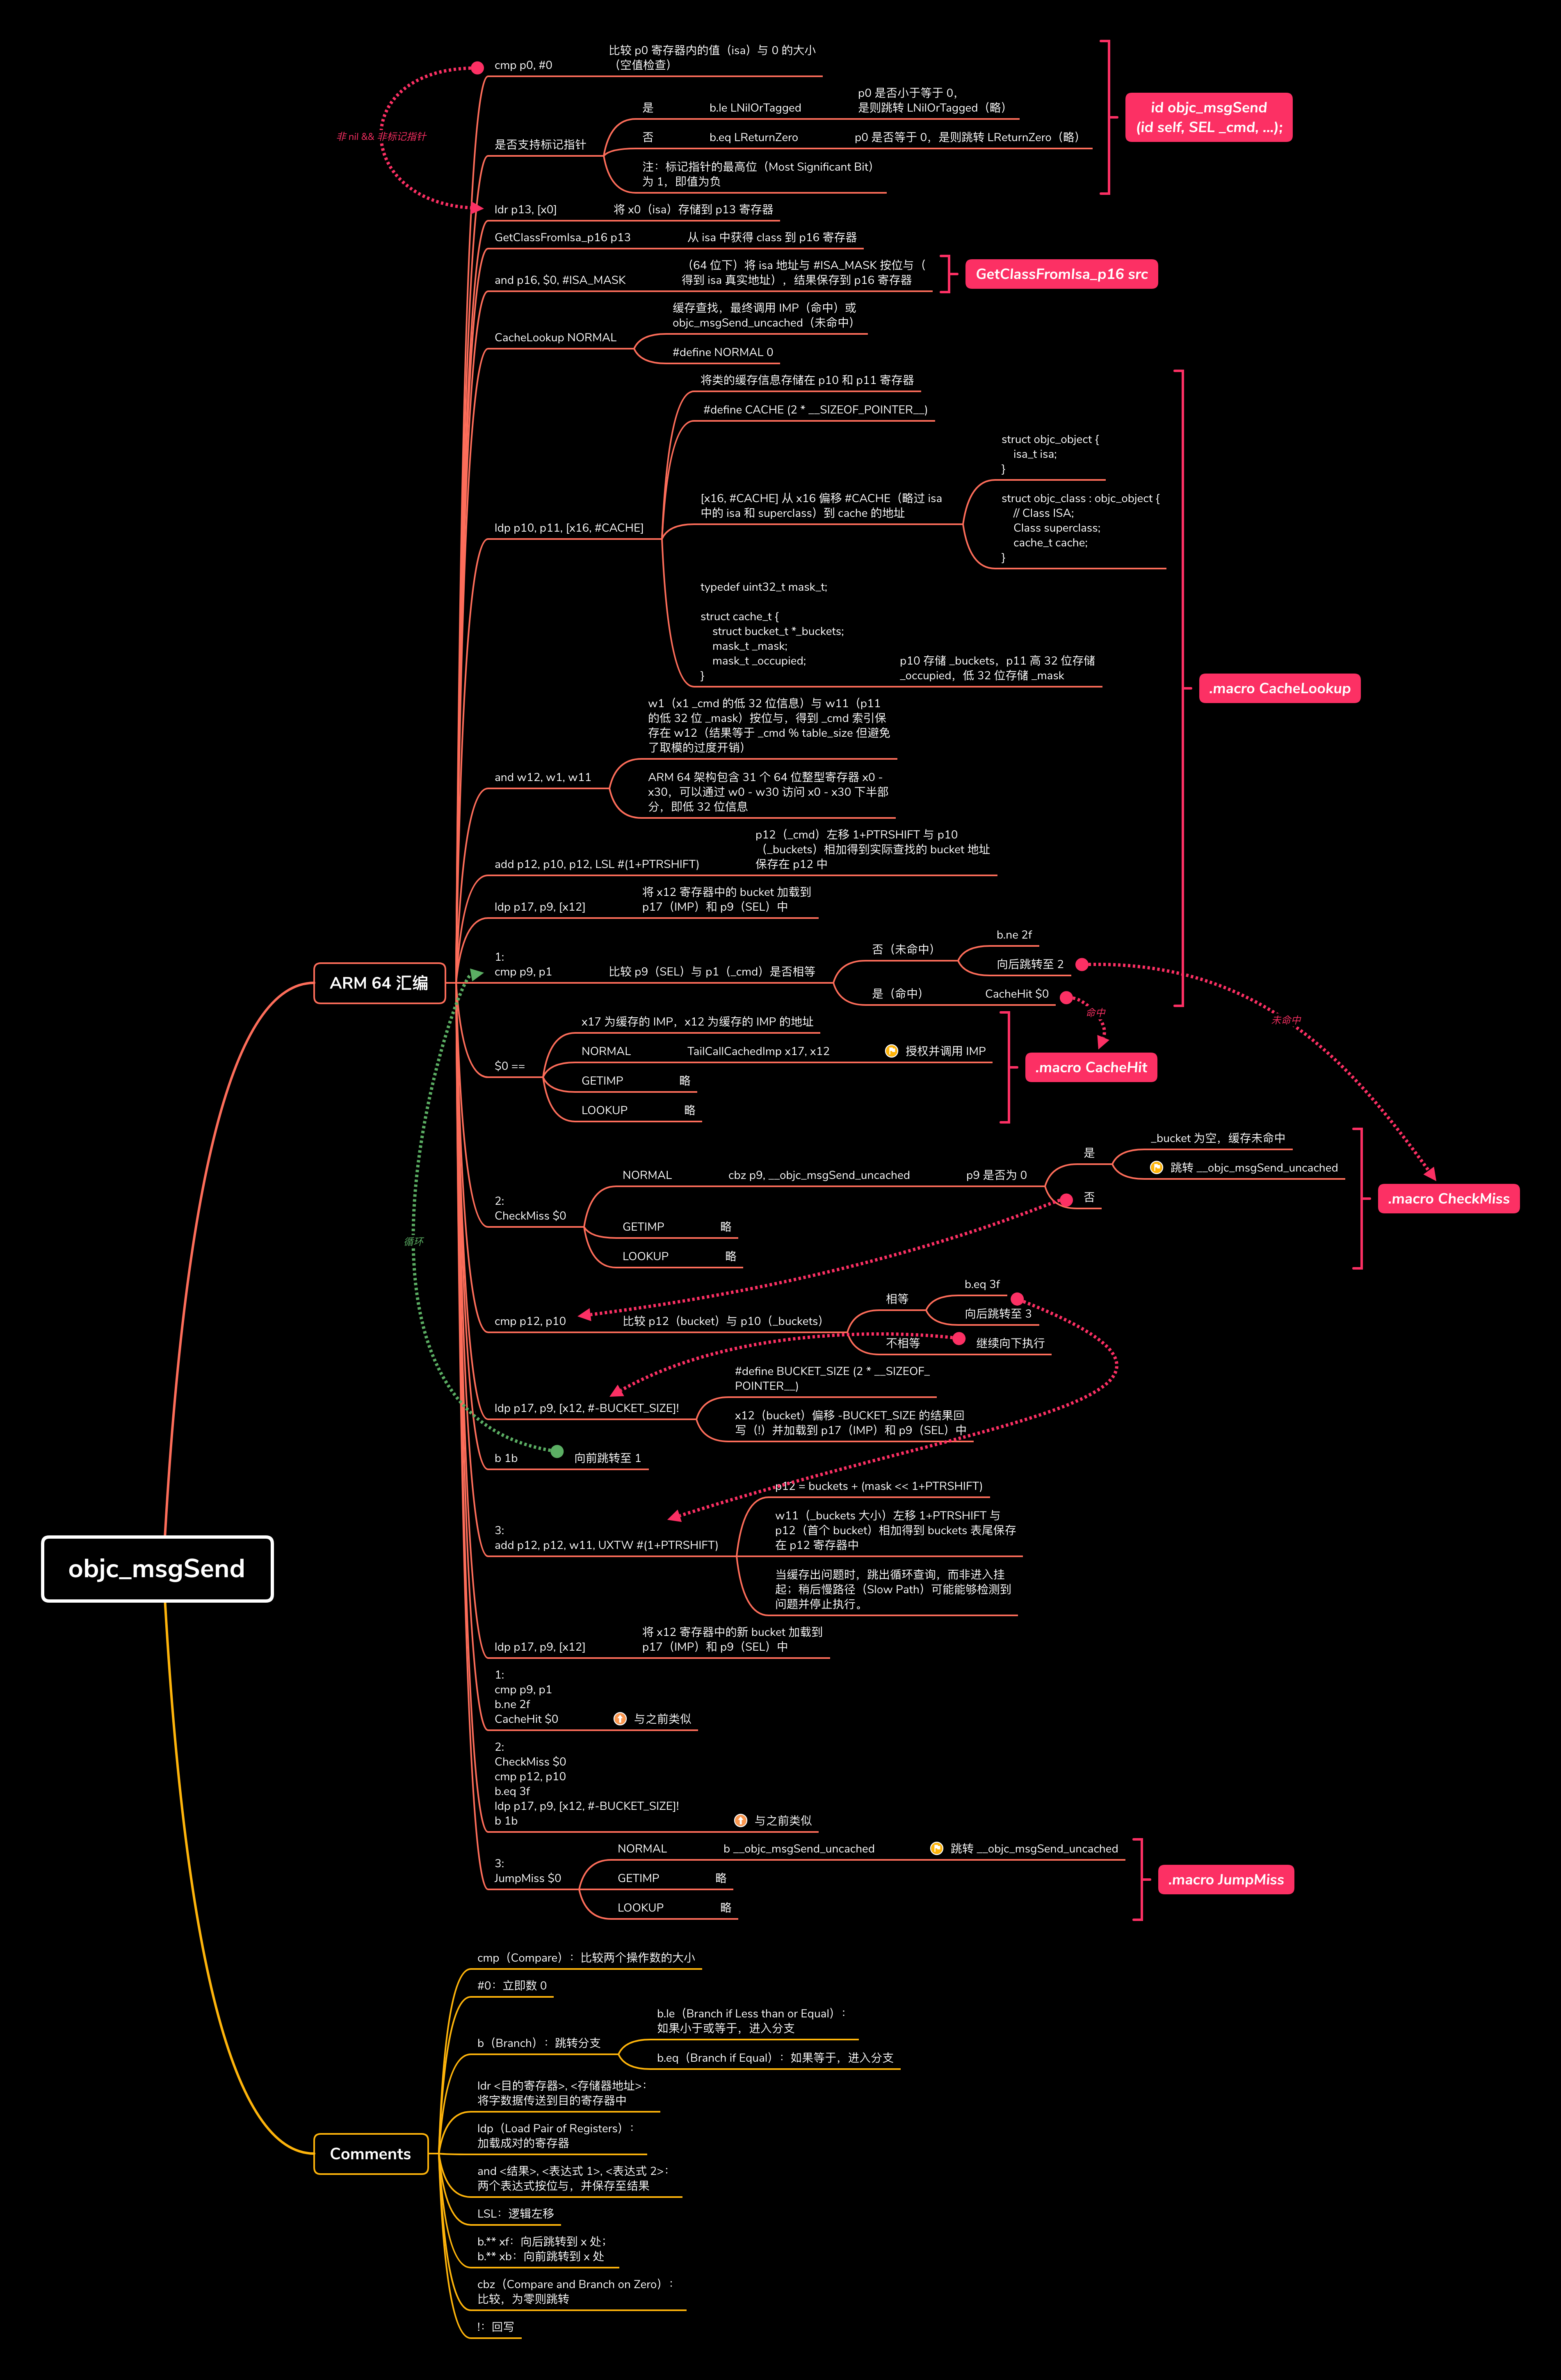 objc_msgSend
ARM 64 汇编
cmp p0, #0
比较 p0 寄存器内的值（isa）与 0 的大小
（空值检查）
非 nil && 非标记指针
是否支持标记指针
是
b.le LNilOrTagged
p0 是否小于等于 0，
是则跳转 LNilOrTagged（略）
否
b.eq LReturnZero
p0 是否等于 0，是则跳转 LReturnZero（略）
注：标记指针的最高位（Most Significant Bit）
为 1，即值为负
id objc_msgSend
(id self, SEL _cmd, ...);
ldr p13, [x0]
将 x0（isa）存储到 p13 寄存器
GetClassFromIsa_p16 p13
从 isa 中获得 class 到 p16 寄存器
and p16, $0, #ISA_MASK
（64 位下）将 isa 地址与 #ISA_MASK 按位与（
得到 isa 真实地址），结果保存到 p16 寄存器
GetClassFromIsa_p16 src
CacheLookup NORMAL
缓存查找，最终调用 IMP（命中）或
objc_msgSend_uncached（未命中）
#define NORMAL 0
ldp p10, p11, [x16, #CACHE]
将类的缓存信息存储在 p10 和 p11 寄存器
#define CACHE (2 * __SIZEOF_POINTER__)
[x16, #CACHE] 从 x16 偏移 #CACHE（略过 isa
中的 isa 和 superclass）到 cache 的地址
struct objc_object {
isa_t isa;
}
struct objc_class : objc_object {
// Class ISA;
Class superclass;
cache_t cache;
}
typedef uint32_t mask_t;
struct cache_t {
struct bucket_t *_buckets;
mask_t _mask;
mask_t _occupied;
}
p10 存储 _buckets，p11 高 32 位存储
_occupied，低 32 位存储 _mask
.macro CacheLookup
and w12, w1, w11
w1（x1 _cmd 的低 32 位信息）与 w11（p11
的低 32 位 _mask）按位与，得到 _cmd 索引保
存在 w12（结果等于 _cmd % table_size 但避免
了取模的过度开销）
ARM 64 架构包含 31 个 64 位整型寄存器 x0 -
x30，可以通过 w0 - w30 访问 x0 - x30 下半部
分，即低 32 位信息
add p12, p10, p12, LSL #(1+PTRSHIFT)
p12（_cmd）左移 1+PTRSHIFT 与 p10
（_buckets）相加得到实际查找的 bucket 地址
保存在 p12 中
ldp p17, p9, [x12]
将 x12 寄存器中的 bucket 加载到
p17（IMP）和 p9（SEL）中
1:
cmp p9, p1
比较 p9（SEL）与 p1（_cmd）是否相等
否（未命中）
b.ne 2f
向后跳转至 2
是（命中）
CacheHit $0
命中
未命中
$0 ==
x17 为缓存的 IMP，x12 为缓存的 IMP 的地址
NORMAL
TailCallCachedImp x17, x12
授权并调用 IMP
GETIMP
略
LOOKUP
略
.macro CacheHit
2:
CheckMiss $0
NORMAL
cbz p9, __objc_msgSend_uncached
p9 是否为 0
是
_bucket 为空，缓存未命中
跳转 __objc_msgSend_uncached
否
GETIMP
略
LOOKUP
略
.macro CheckMiss
循环
cmp p12, p10
比较 p12（bucket）与 p10（_buckets）
相等
b.eq 3f
向后跳转至 3
不相等
继续向下执行
ldp p17, p9, [x12, #-BUCKET_SIZE]!
#define BUCKET_SIZE (2 * __SIZEOF_
POINTER__)
x12（bucket）偏移 -BUCKET_SIZE 的结果回
写（!）并加载到 p17（IMP）和 p9（SEL）中
b 1b
向前跳转至 1
3:
add p12, p12, w11, UXTW #(1+PTRSHIFT)
p12 = buckets + (mask << 1+PTRSHIFT)
w11（_buckets 大小）左移 1+PTRSHIFT 与
p12（首个 bucket）相加得到 buckets 表尾保存
在 p12 寄存器中
当缓存出问题时，跳出循环查询，而非进入挂
起；稍后慢路径（Slow Path）可能能够检测到
问题并停止执行。
ldp p17, p9, [x12]
将 x12 寄存器中的新 bucket 加载到
p17（IMP）和 p9（SEL）中
1:
cmp p9, p1
b.ne 2f
CacheHit $0
与之前类似
2:
CheckMiss $0
cmp p12, p10
b.eq 3f
ldp p17, p9, [x12, #-BUCKET_SIZE]!
b 1b
与之前类似
3:
JumpMiss $0
NORMAL
b __objc_msgSend_uncached
跳转 __objc_msgSend_uncached
GETIMP
略
LOOKUP
略
.macro JumpMiss
Comments
cmp（Compare）：比较两个操作数的大小
#0：立即数 0
b（Branch）：跳转分支
b.le（Branch if Less than or Equal）：
如果小于或等于，进入分支
b.eq（Branch if Equal）：如果等于，进入分支
ldr <目的寄存器>, <存储器地址>：
将字数据传送到目的寄存器中
ldp（Load Pair of Registers）：
加载成对的寄存器
and <结果>, <表达式 1>, <表达式 2>：
两个表达式按位与，并保存至结果
LSL：逻辑左移
b.** xf：向后跳转到 x 处；
b.** xb：向前跳转到 x 处
cbz（Compare and Branch on Zero）：
比较，为零则跳转
!：回写